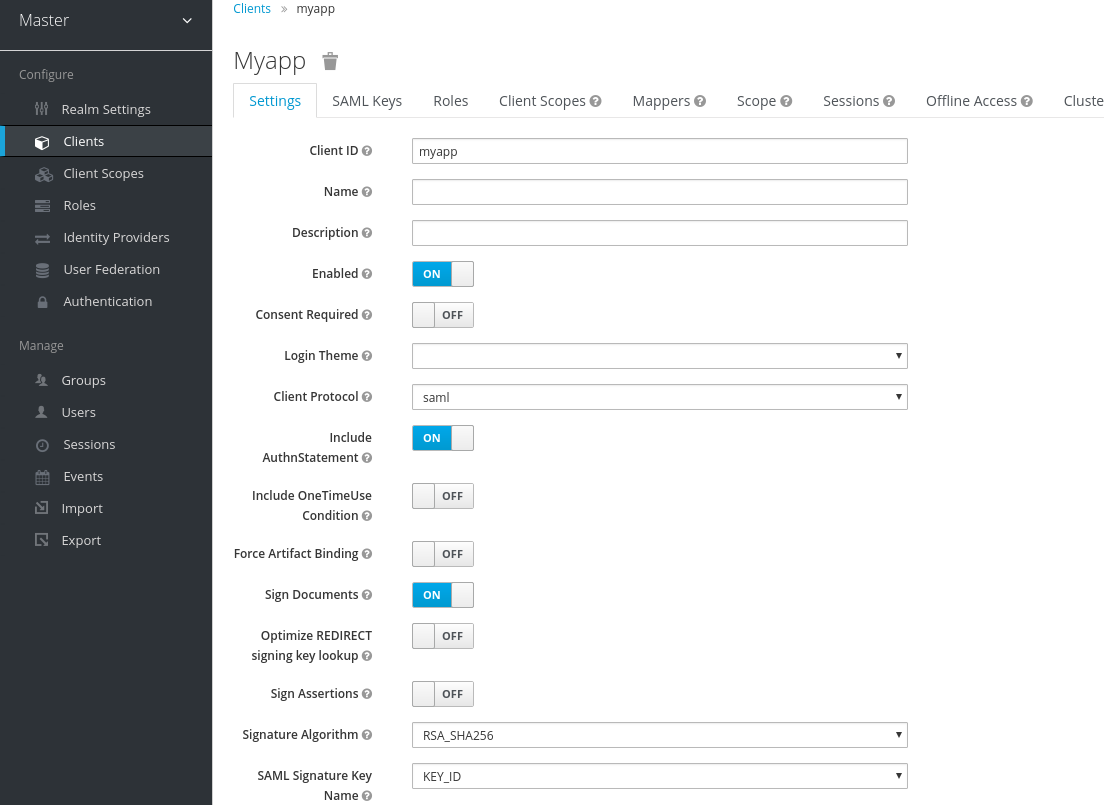 Master
Configure
Realm Settings
Clients
Client Scopes
Roles
Identity Providers
User Federation
Authentication
Manage
Groups
Users
Sessions
Events
Import
Export
Clients » myapp
Myapp
Settings SAML Keys Roles Client Scopes ? Mappers ? Scope ? Sessions ? Offline Access ? Cluste
Client ID ? myapp
Name ?
Description ?
Enabled ? ON
Consent Required ? OFF
Login Theme ?
Client Protocol ? saml
Include
AuthnStatement ? ON
Include OneTimeUse
Condition ? OFF
Force Artifact Binding ? OFF
Sign Documents ? ON
Optimize REDIRECT
signing key lookup ? OFF
Sign Assertions ? OFF
Signature Algorithm ? RSA_SHA256
SAML Signature Key
Name ? KEY_ID